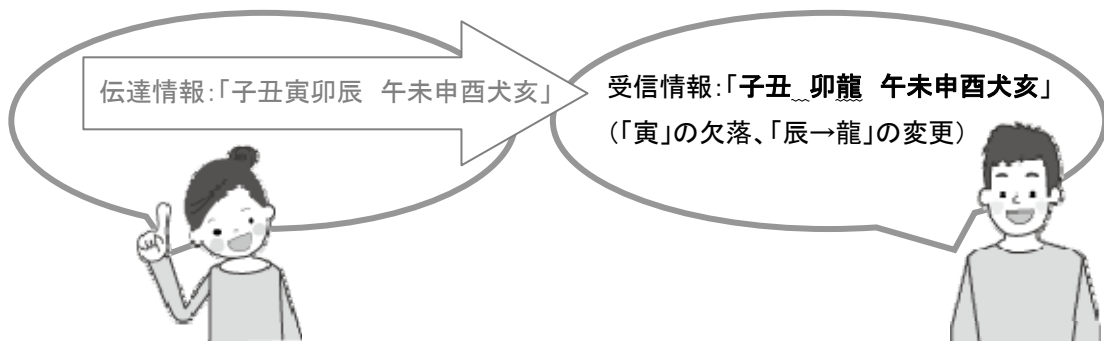 伝達情報:「子丑寅卯辰　午未申酉犬亥」
受信情報:「子丑　卯龍　午未申酉犬亥」
(「寅」の欠落、「辰→龍」の変更)